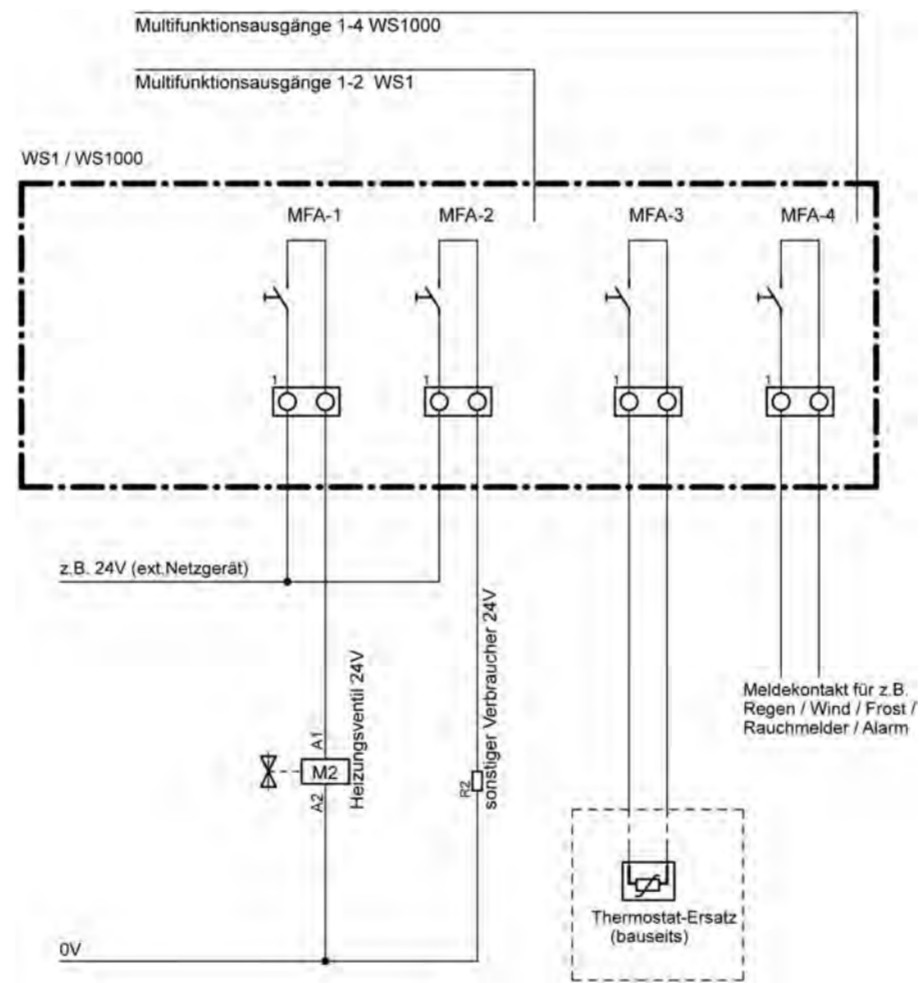 Multifunktionsausgänge 1-4 WS1000
Multifunktionsausgänge 1-2 WS1
WS1 / WS1000
MFA-1
MFA-2
MFA-3
MFA-4
1
1
1
1
z.B. 24V (ext.Netzgerät)
Heizungsventil 24V
sonstiger Verbraucher 24V
Meldekontakt für z.B.
Regen / Wind / Frost /
Rauchmelder / Alarm
A1
M2
A2
R2
Thermostat-Ersatz
(bauseits)
0V